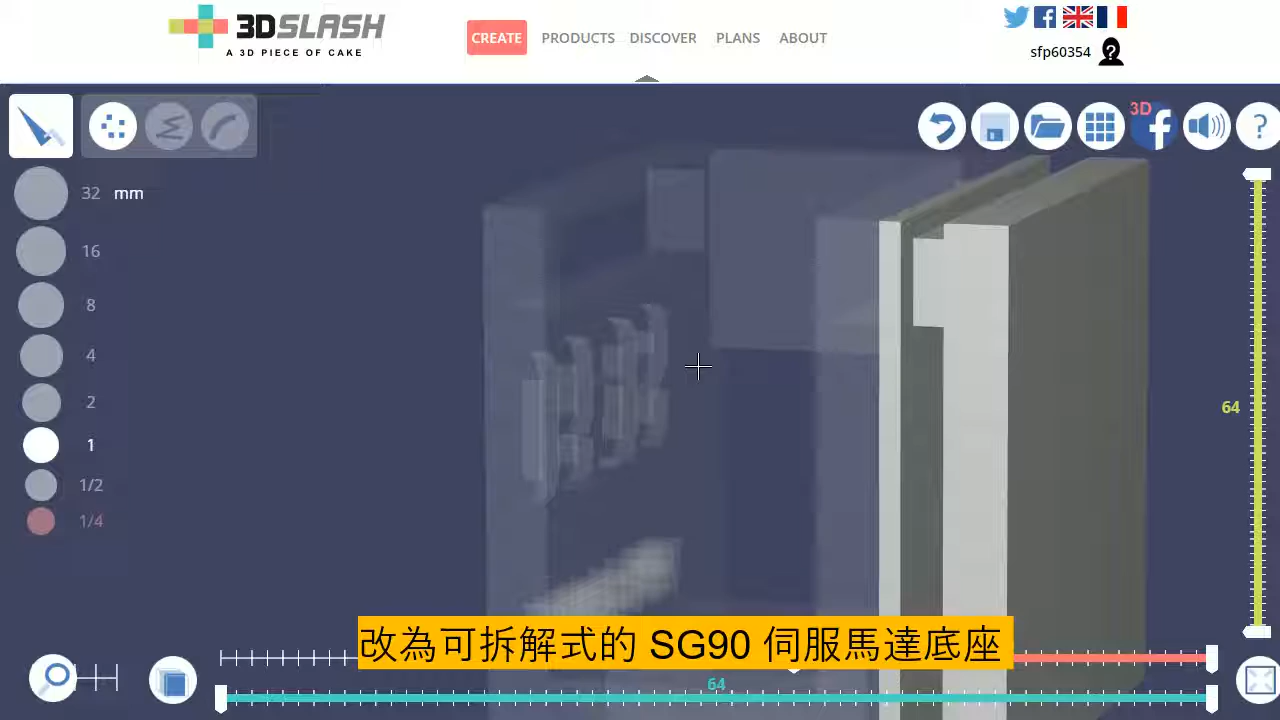 3DSLASH
A 3D PIECE OF CAKE
CREATE PRODUCTS DISCOVER PLANS ABOUT
sfp60354
3D
32 mm
16
8
4
2
1
1/2
1/4
64
改為可拆解式的 SG90 伺服馬達底座
64